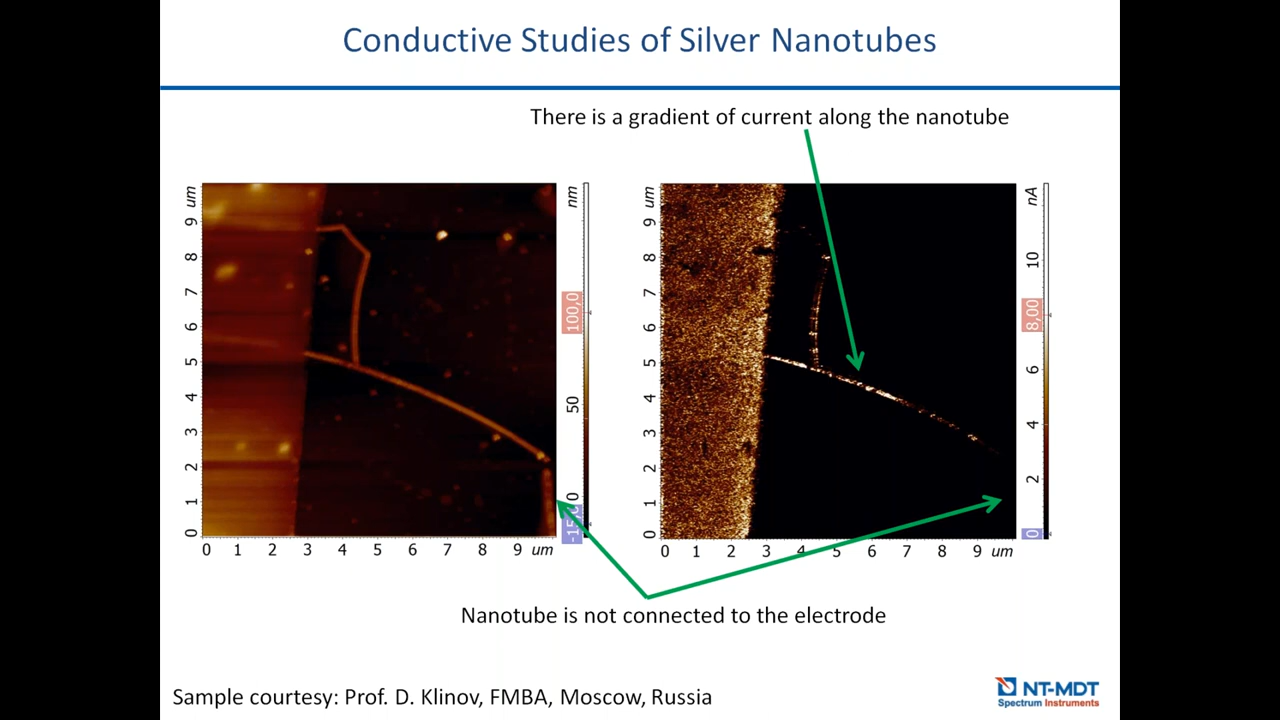 Conductive Studies of Silver Nanotubes
There is a gradient of current along the nanotube
um
9
8
7
6
5
4
3
2
1
0
0 1 2 3 4 5 6 7 8 9 um
nm
100,0
50
0
um
9
8
7
6
5
4
3
2
1
0
0 1 2 3 4 5 6 7 8 9 um
nA
10
8,00
6
4
2
0
Nanotube is not connected to the electrode
Sample courtesy: Prof. D. Klinov, FMBA, Moscow, Russia
NT-MDT
Spectrum Instruments